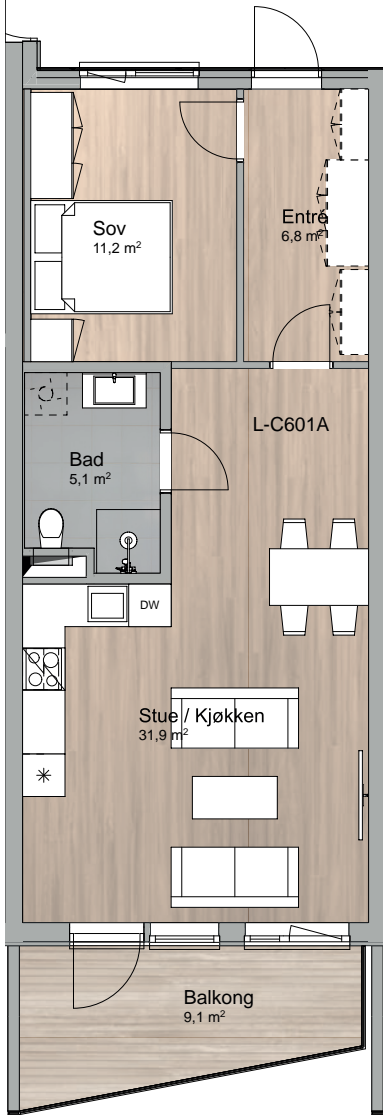 Sov
11,2 m²
Entré
6,8 m²
L-C601A
Bad
5,1 m²
DW
Stue / Kjøkken
31,9 m²
Balkong
9,1 m²